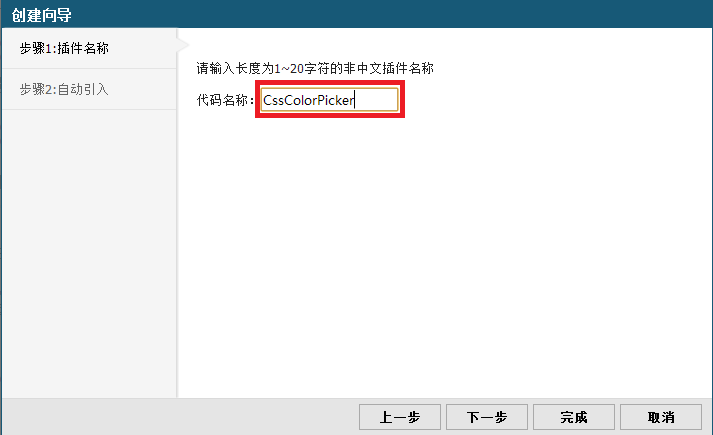 创建向导
步骤1:插件名称
步骤2:自动引入
请输入长度为1~20字符的非中文插件名称
代码名称：CssColorPicker
上一步 下一步 完成 取消